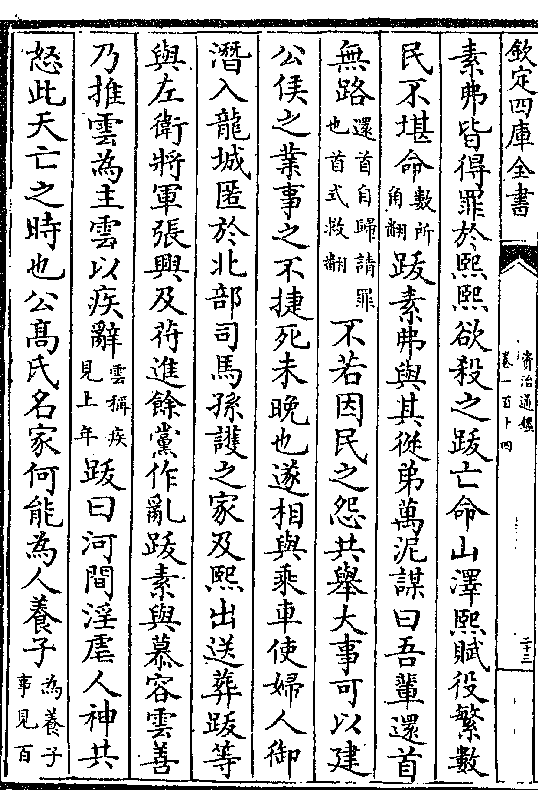 欽定四庫全書
資治通鑑
卷一百十四
二十三
素弗皆得罪於熙熙欲殺之跋亡命山澤熙賦役繁數
民不堪命數所角翻跋素弗與其從弟萬泥謀曰吾輩還首
無路還首自歸請罪也首式救翻不若因民之怨共舉大事可以建
公侯之業事之不捷死未晚也遂相與乘車使婦人御
潛入龍城匿於北部司馬孫護之家及熙出送葬跋等
與左衛將軍張興及苻進餘黨作亂跋素與慕容雲善
乃推雲為主雲以疾辭雲稱疾見上年跋曰河間淫虐人神共
怒此天亡之時也公高氏名家何能為人養子為養子事見百